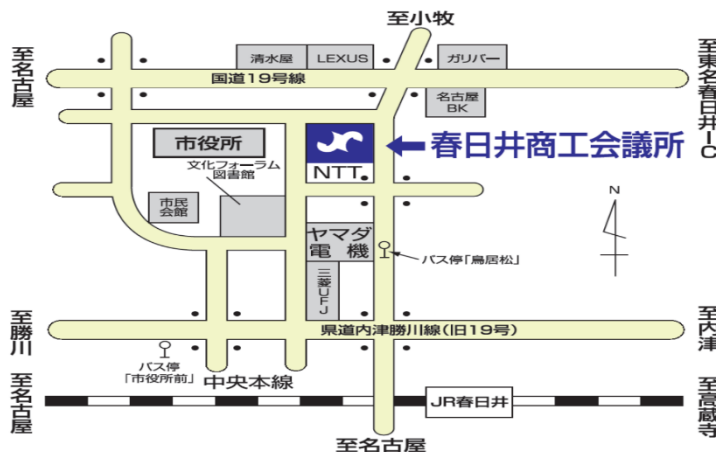 至小牧
至名古屋
清水屋
LEXUS
ガリバー
至東名春日井IC
国道19号線
名古屋
BK
市役所
春日井商工会議所
文化フォーラム
図書館
NTT
市民
会館
ヤマダ
電機
N
バス停「鳥居松」
三菱UFJ
至勝川
県道内津勝川線(旧19号)
至内津
バス停
「市役所前」
中央本線
至名古屋
JR春日井
至高蔵寺
至名古屋